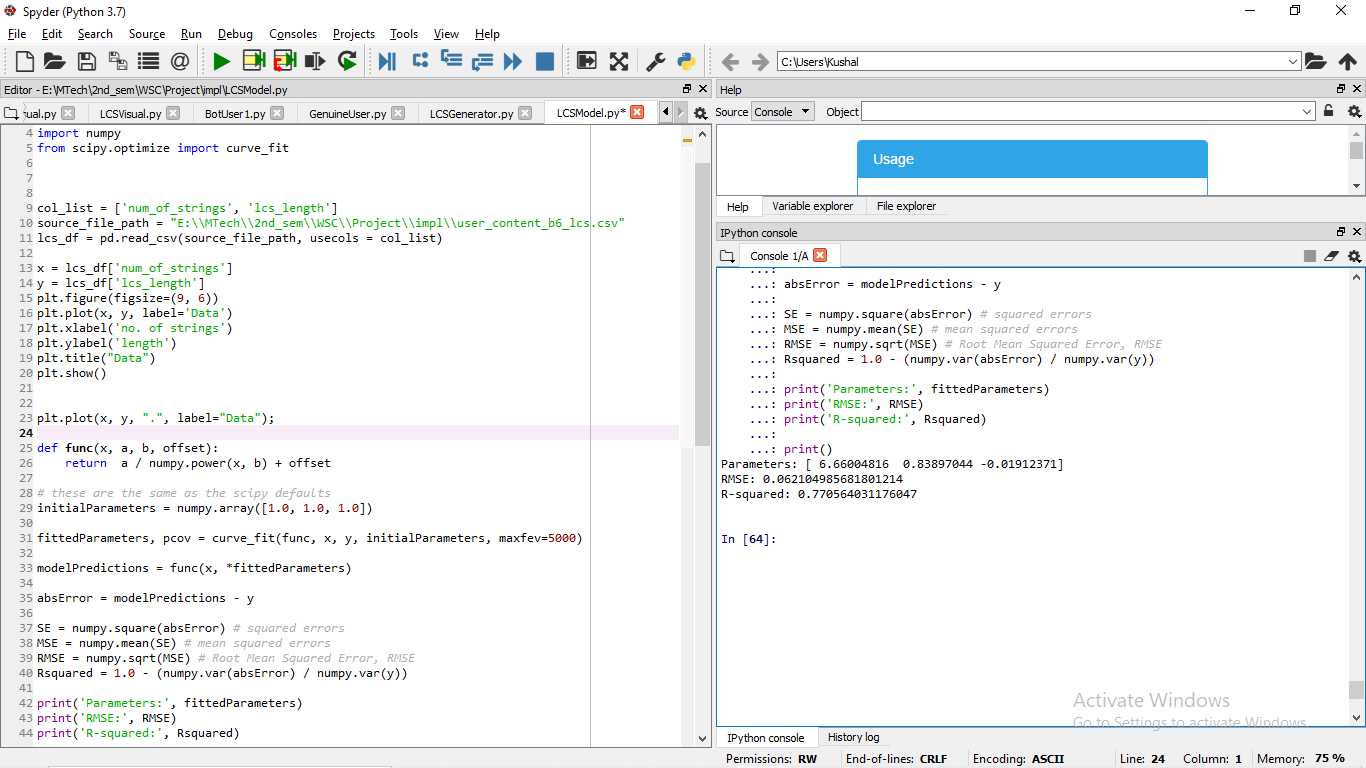 Spyder (Python 3.7)
File Edit Search Source Run Debug Consoles Projects Tools View Help
C:\Users\Kushal
Editor - E:\MTech\2nd_sem\WSC\Project\impl\LCSModel.py
ual.py LCSVisual.py BotUser1.py GenuineUser.py LCSGenerator.py LCSModel.py*
4 import numpy
5 from scipy.optimize import curve_fit
6
7
8
9 col_list = ['num_of_strings', 'lcs_length']
10 source_file_path = "E:\\MTech\\2nd_sem\\WSC\\Project\\impl\\user_content_b6_lcs.csv"
11 lcs_df = pd.read_csv(source_file_path, usecols = col_list)
12
13 x = lcs_df['num_of_strings']
14 y = lcs_df['lcs_length']
15 plt.figure(figsize=(9, 6))
16 plt.plot(x, y, label='Data')
17 plt.xlabel('no. of strings')
18 plt.ylabel('length')
19 plt.title("Data")
20 plt.show()
21
22
23 plt.plot(x, y, ".", label="Data");
24
25 def func(x, a, b, offset):
26     return  a / numpy.power(x, b) + offset
27
28 # these are the same as the scipy defaults
29 initialParameters = numpy.array([1.0, 1.0, 1.0])
30
31 fittedParameters, pcov = curve_fit(func, x, y, initialParameters, maxfev=5000)
32
33 modelPredictions = func(x, *fittedParameters)
34
35 absError = modelPredictions - y
36
37 SE = numpy.square(absError) # squared errors
38 MSE = numpy.mean(SE) # mean squared errors
39 RMSE = numpy.sqrt(MSE) # Root Mean Squared Error, RMSE
40 Rsquared = 1.0 - (numpy.var(absError) / numpy.var(y))
41
42 print('Parameters:', fittedParameters)
43 print('RMSE:', RMSE)
44 print('R-squared:', Rsquared)
Help
Source Console Object
Usage
Help Variable explorer File explorer
IPython console
Console 1/A
...:
...: absError = modelPredictions - y
...:
...: SE = numpy.square(absError) # squared errors
...: MSE = numpy.mean(SE) # mean squared errors
...: RMSE = numpy.sqrt(MSE) # Root Mean Squared Error, RMSE
...: Rsquared = 1.0 - (numpy.var(absError) / numpy.var(y))
...:
...: print('Parameters:', fittedParameters)
...: print('RMSE:', RMSE)
...: print('R-squared:', Rsquared)
...:
...: print()
Parameters: [ 6.66004816  0.83897044 -0.01912371]
RMSE: 0.062104985681801214
R-squared: 0.770564031176047
In [64]:
Activate Windows
Go to Settings to activate Windows.
IPython console History log
Permissions: RW End-of-lines: CRLF Encoding: ASCII Line: 24 Column: 1 Memory: 75 %